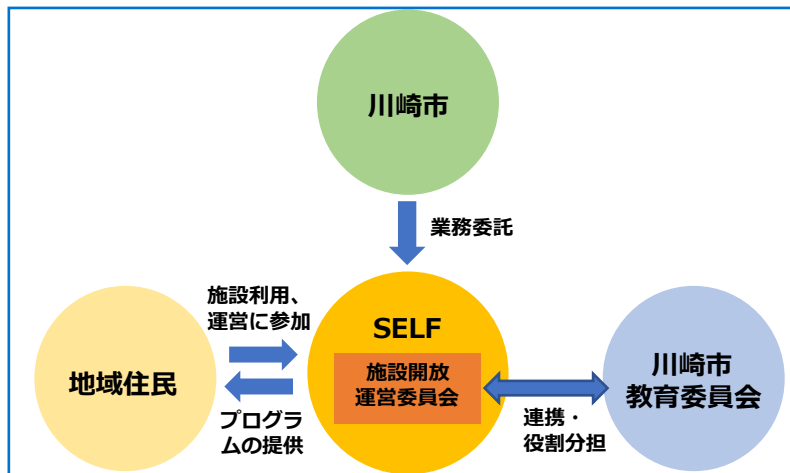 川崎市
業務委託
施設利用、
運営に参加
SELF
地域住民
施設開放
運営委員会
川崎市
教育委員会
プログラ
ムの提供
連携・
役割分担